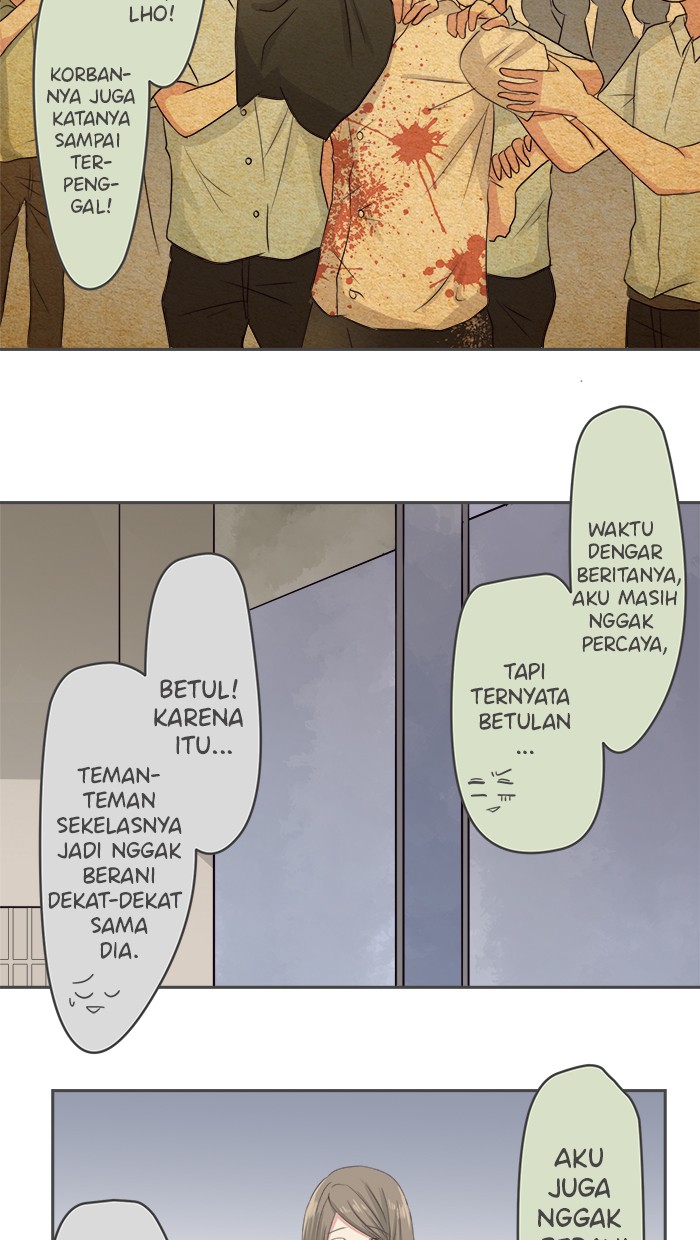 LHO!
KORBAN-
NYA JUGA
KATANYA
SAMPAI
TER-
PENG-
GAL!
WAKTU
DENGAR
BERITANYA,
AKU MASIH
NGGAK
PERCAYA,
TAPI
TERNYATA
BETULAN
...
BETUL!
KARENA
ITU...
TEMAN-
TEMAN
SEKELASNYA
JADI NGGAK
BERANI
DEKAT-DEKAT
SAMA
DIA.
AKU
JUGA
NGGAK